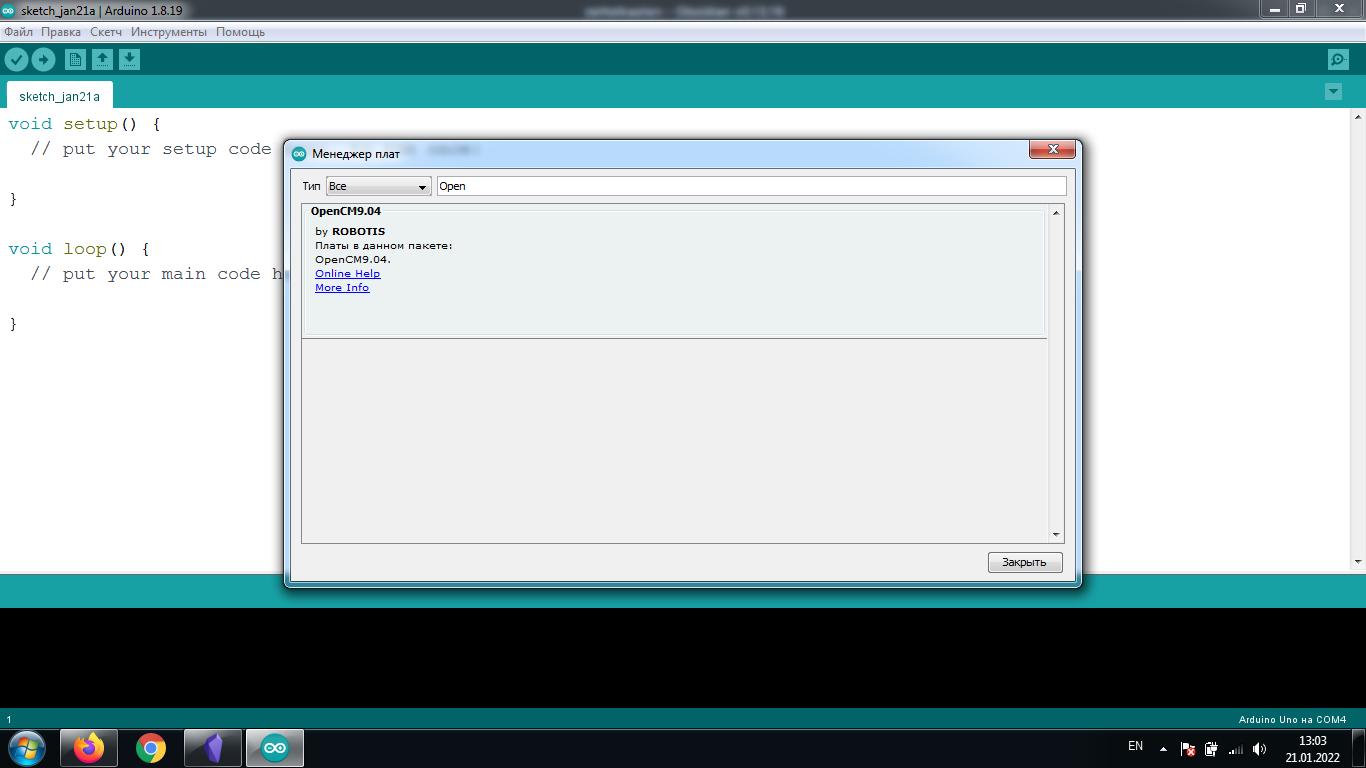 sketch_jan21a | Arduino 1.8.19
Файл Правка Скетч Инструменты Помощь
sketch_jan21a
void setup() {
// put your setup code
}
void loop() {
// put your main code h
}
Менеджер плат
Тип Все Open
OpenCM9.04
by ROBOTIS
Платы в данном пакете:
OpenCM9.04.
Online Help
More Info
Закрыть
1 Arduino Uno на COM4
EN 13:03
21.01.2022